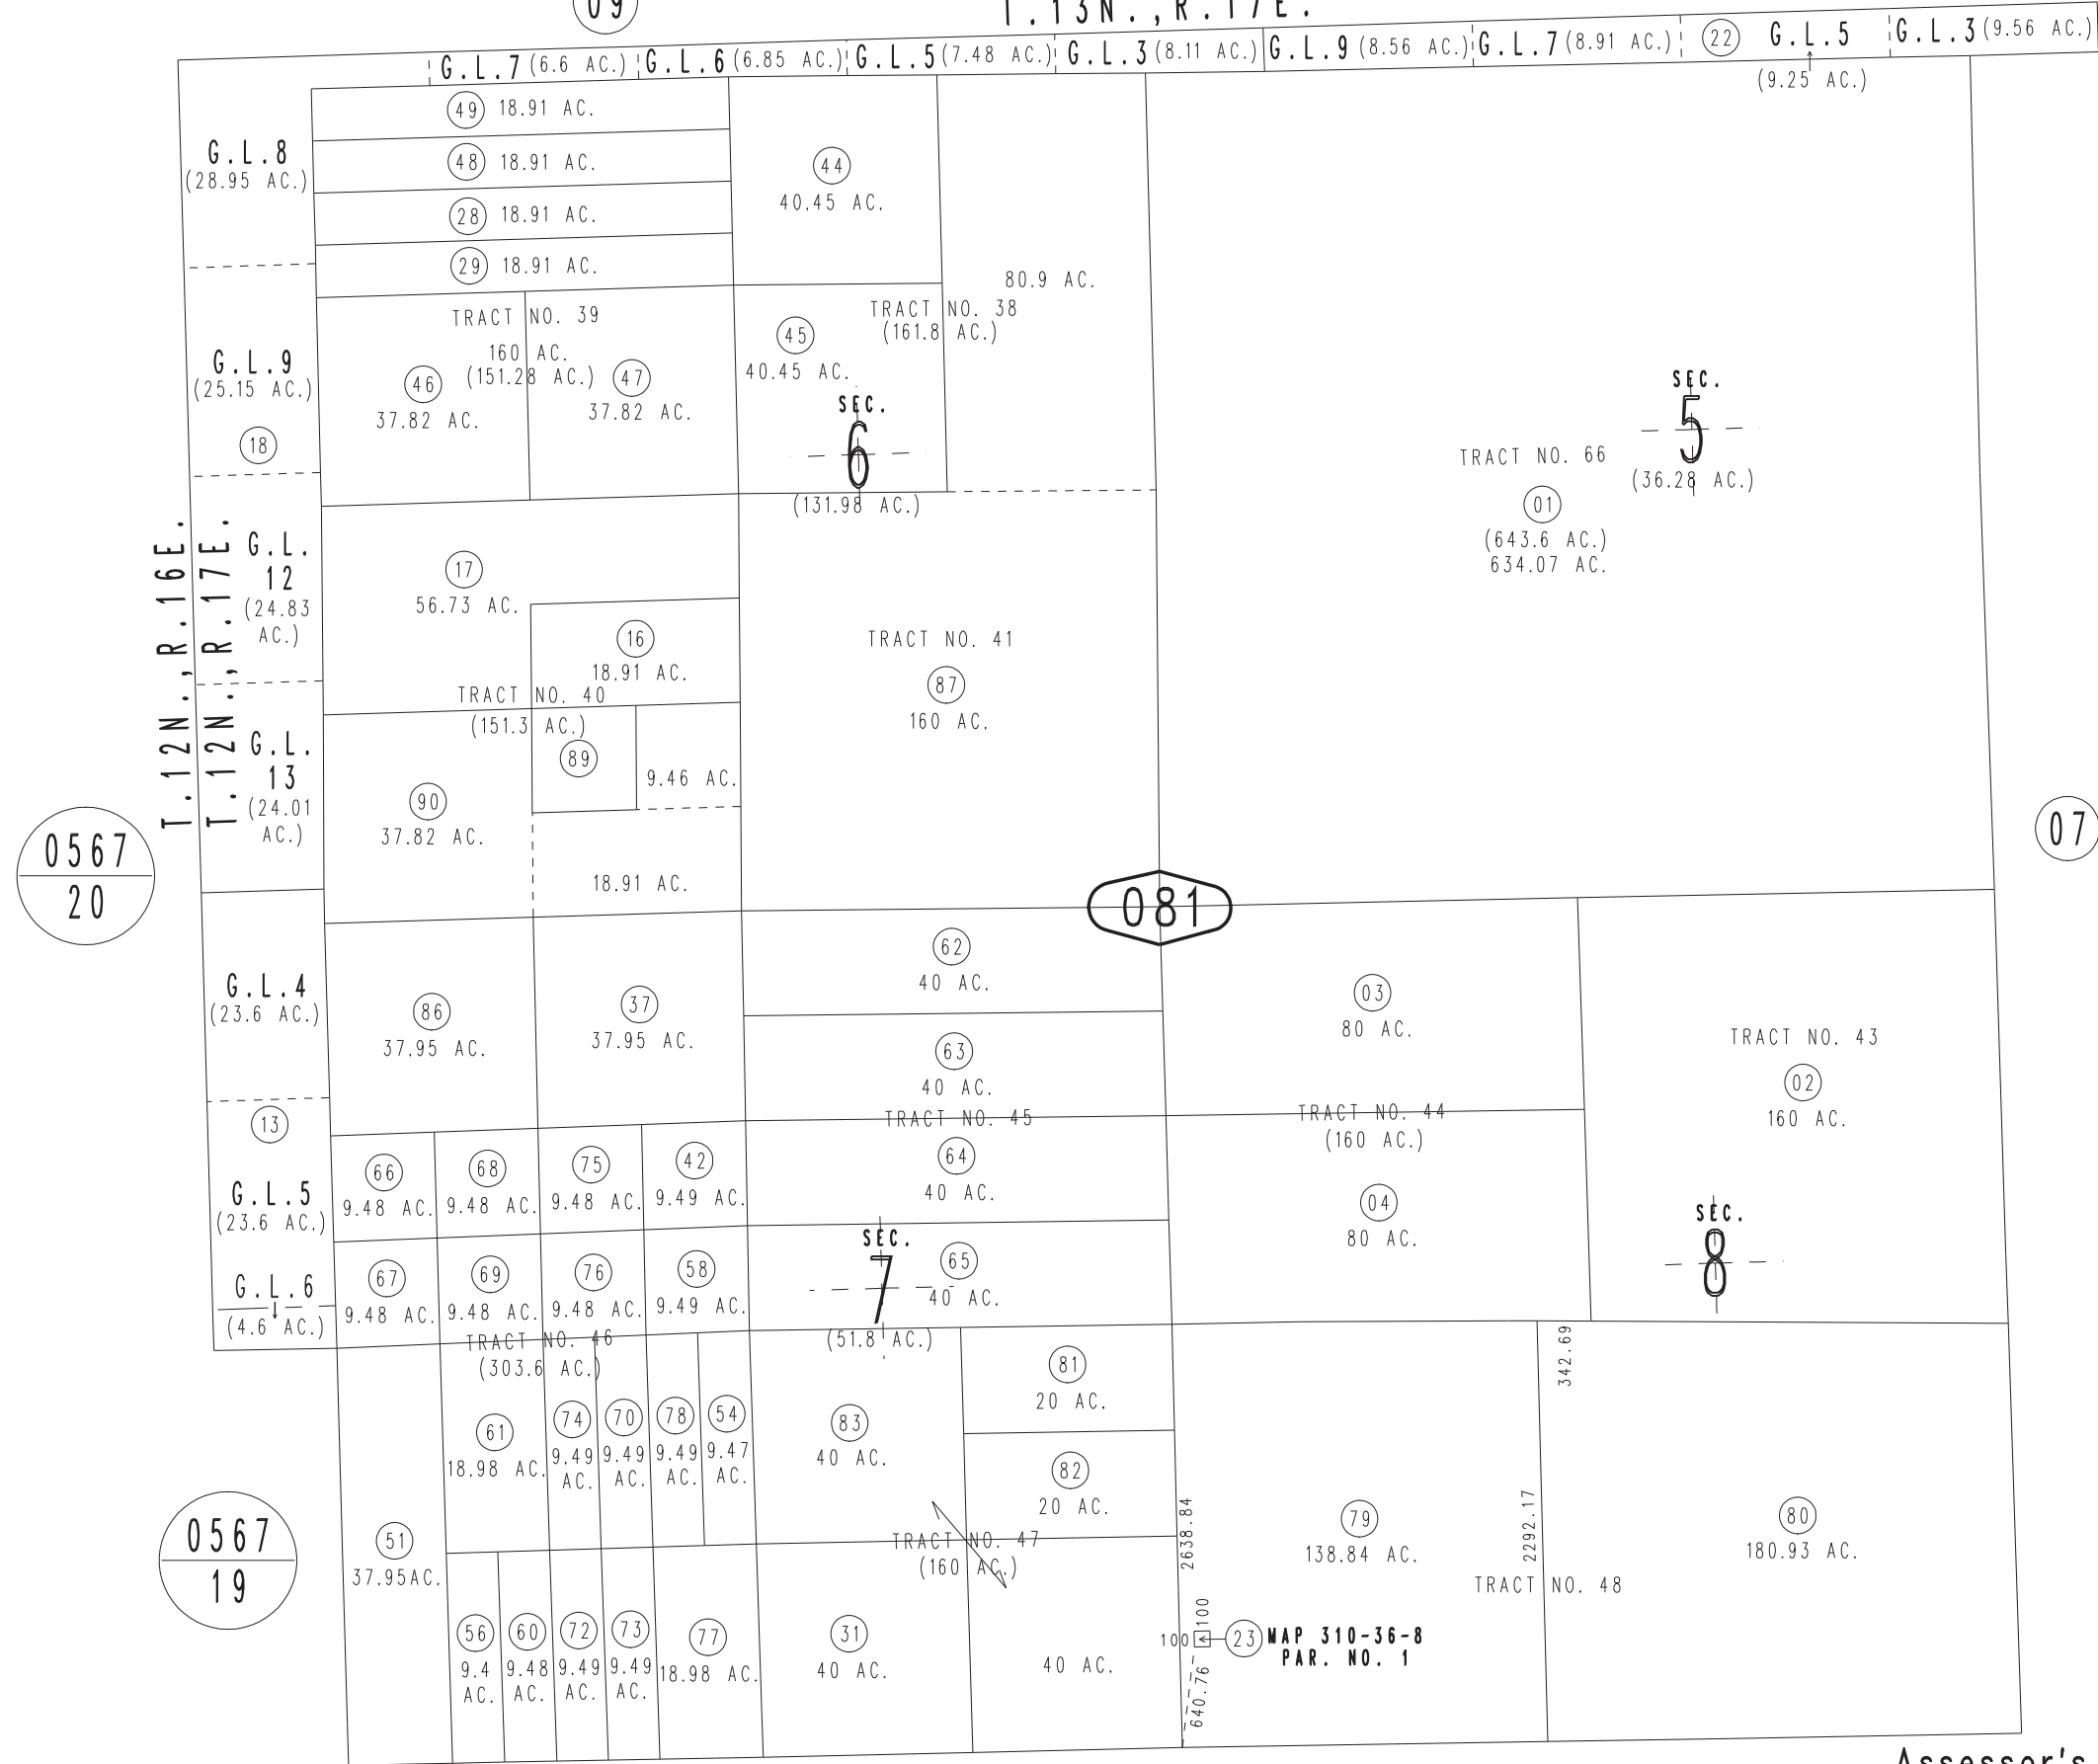 09
T.13N.,R.17E.
G.L.7 (6.6 AC.) G.L.6 (6.85 AC.) G.L.5 (7.48 AC.) G.L.3 (8.11 AC.) G.L.9 (8.56 AC.) G.L.7 (8.91 AC.) 22 G.L.5 G.L.3 (9.56 AC.)
(9.25 AC.)
49 18.91 AC.
G.L.8
(28.95 AC.)
48 18.91 AC.
28 18.91 AC.
29 18.91 AC.
44
40.45 AC.
80.9 AC.
TRACT NO. 39
160 AC.
(151.28 AC.)
46
37.82 AC.
47
37.82 AC.
TRACT NO. 38
(161.8 AC.)
45
40.45 AC.
SEC.
6
(131.98 AC.)
G.L.9
(25.15 AC.)
18
SEC.
5
(36.28 AC.)
TRACT NO. 66
01
(643.6 AC.)
634.07 AC.
T.12N.,R.16E.
T.12N.,R.17E.
G.L.
12
(24.83
AC.)
17
56.73 AC.
16
18.91 AC.
TRACT NO. 40
(151.3 AC.)
TRACT NO. 41
87
160 AC.
G.L.
13
(24.01
AC.)
89
9.46 AC.
90
37.82 AC.
18.91 AC.
0567
20
07
081
G.L.4
(23.6 AC.)
86
37.95 AC.
37
37.95 AC.
62
40 AC.
63
40 AC.
TRACT NO. 45
64
40 AC.
65
40 AC.
03
80 AC.
TRACT NO. 44
(160 AC.)
04
80 AC.
TRACT NO. 43
02
160 AC.
SEC.
8
13
G.L.5
(23.6 AC.)
G.L.6
(4.6 AC.)
66
9.48 AC.
68
9.48 AC.
75
9.48 AC.
42
9.49 AC.
67
9.48 AC.
69
9.48 AC.
76
9.48 AC.
58
9.49 AC.
SEC.
7
(51.8 AC.)
TRACT NO. 46
(303.6 AC.)
61
18.98 AC.
74
9.49
AC.
70
9.49
AC.
78
9.49
AC.
54
9.47
AC.
83
40 AC.
81
20 AC.
82
20 AC.
TRACT NO. 47
(160 AC.)
342.69
2638.84
2292.17
79
138.84 AC.
80
180.93 AC.
TRACT NO. 48
0567
19
51
37.95AC.
56
9.4
AC.
60
9.48
AC.
72
9.49
AC.
73
9.49
AC.
77
18.98 AC.
31
40 AC.
40 AC.
100
100
640.76
23 MAP 310-36-8
PAR. NO. 1
Assessor's